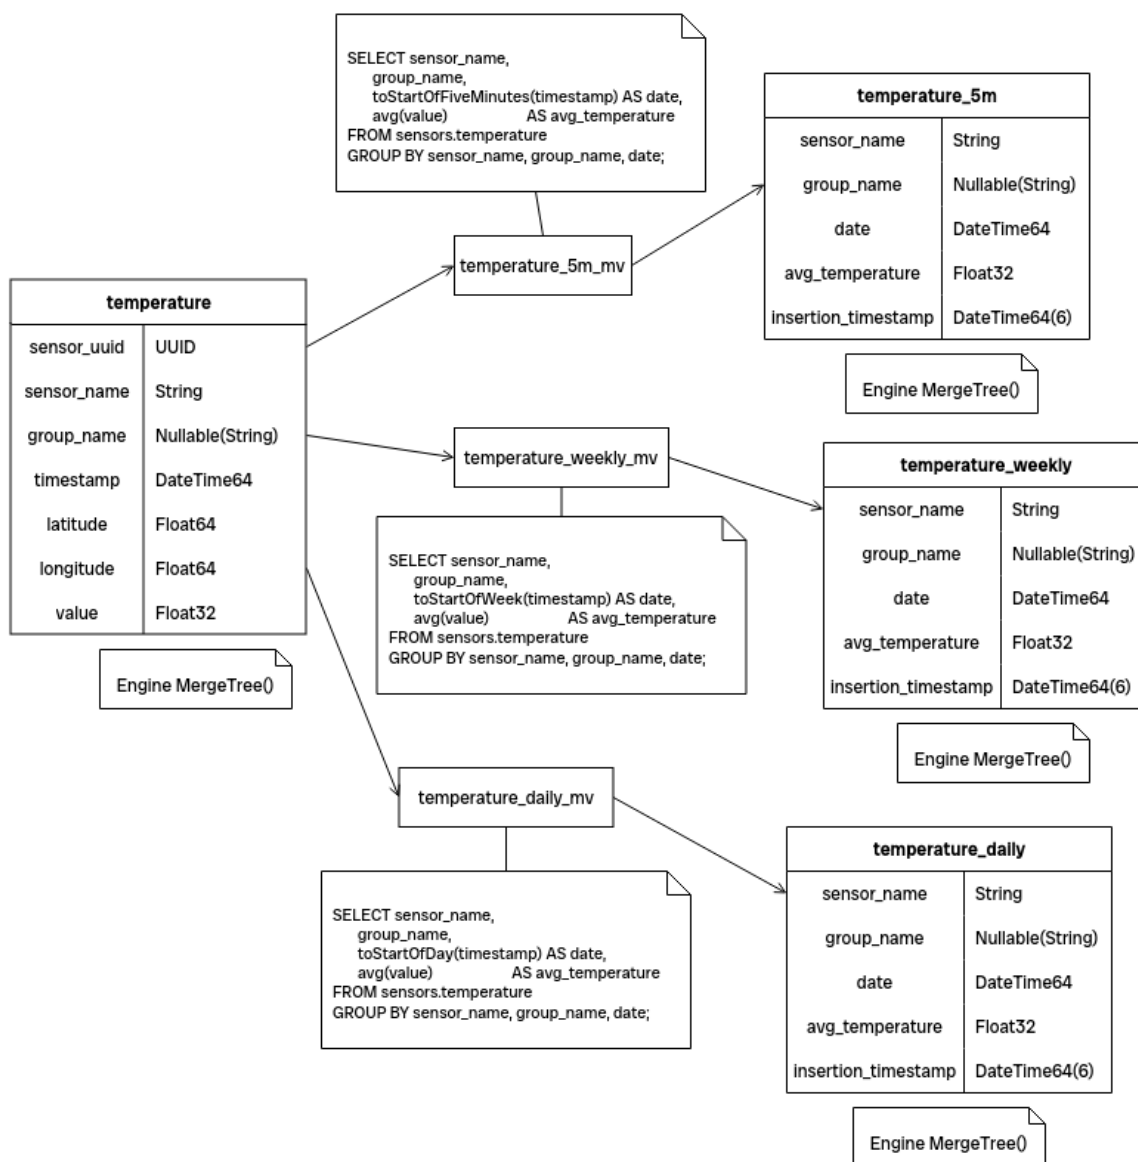 SELECT sensor_name,
group_name,
toStartOfFiveMinutes(timestamp) AS date,
avg(value) AS avg_temperature
FROM sensors.temperature
GROUP BY sensor_name, group_name, date;
temperature_5m_mv
temperature_5m
sensor_name String
group_name Nullable(String)
date DateTime64
avg_temperature Float32
insertion_timestamp DateTime64(6)
Engine MergeTree()
temperature
sensor_uuid UUID
sensor_name String
group_name Nullable(String)
timestamp DateTime64
latitude Float64
longitude Float64
value Float32
Engine MergeTree()
temperature_weekly_mv
SELECT sensor_name,
group_name,
toStartOfWeek(timestamp) AS date,
avg(value) AS avg_temperature
FROM sensors.temperature
GROUP BY sensor_name, group_name, date;
temperature_weekly
sensor_name String
group_name Nullable(String)
date DateTime64
avg_temperature Float32
insertion_timestamp DateTime64(6)
Engine MergeTree()
temperature_daily_mv
SELECT sensor_name,
group_name,
toStartOfDay(timestamp) AS date,
avg(value) AS avg_temperature
FROM sensors.temperature
GROUP BY sensor_name, group_name, date;
temperature_daily
sensor_name String
group_name Nullable(String)
date DateTime64
avg_temperature Float32
insertion_timestamp DateTime64(6)
Engine MergeTree()